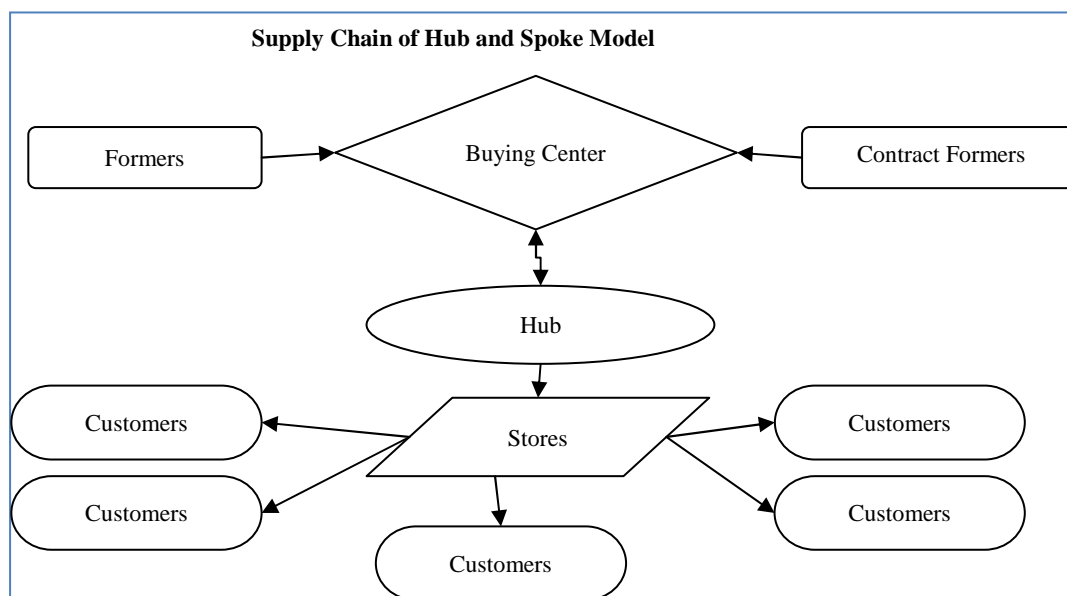 Supply Chain of Hub and Spoke Model
Formers
Buying Center
Contract Formers
Hub
Customers
Stores
Customers
Customers
Customers
Customers